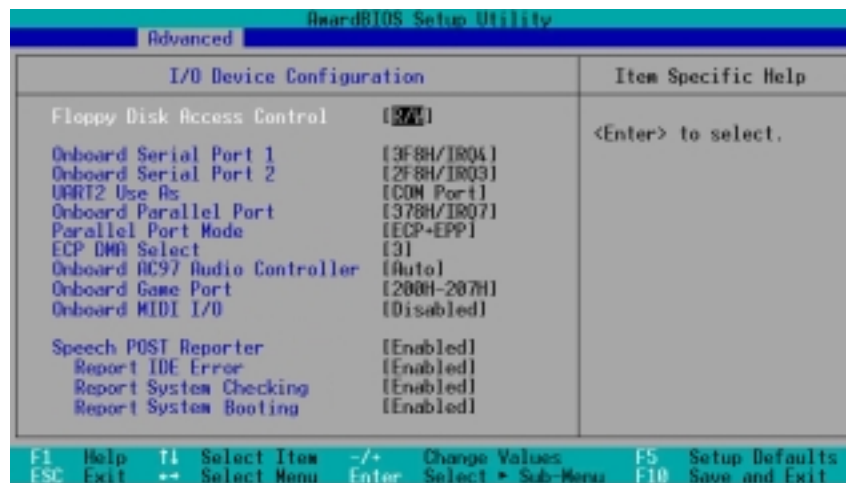 AwardBIOS Setup Utility
Advanced
I/O Device Configuration
Item Specific Help
Floppy Disk Access Control [R/W]
<Enter> to select.
Onboard Serial Port 1 [3F8H/IRQ4]
Onboard Serial Port 2 [2F8H/IRQ3]
UART2 Use As [COM Port]
Onboard Parallel Port [378H/IRQ7]
Parallel Port Mode [ECP+EPP]
ECP DMA Select [3]
Onboard AC97 Audio Controller [Auto]
Onboard Game Port [200H-207H]
Onboard MIDI I/O [Disabled]
Speech POST Reporter [Enabled]
Report IDE Error [Enabled]
Report System Checking [Enabled]
Report System Booting [Enabled]
F1 Help ↑↓ Select Item -/+ Change Values F5 Setup Defaults
ESC Exit ←→ Select Menu Enter Select ► Sub-Menu F10 Save and Exit